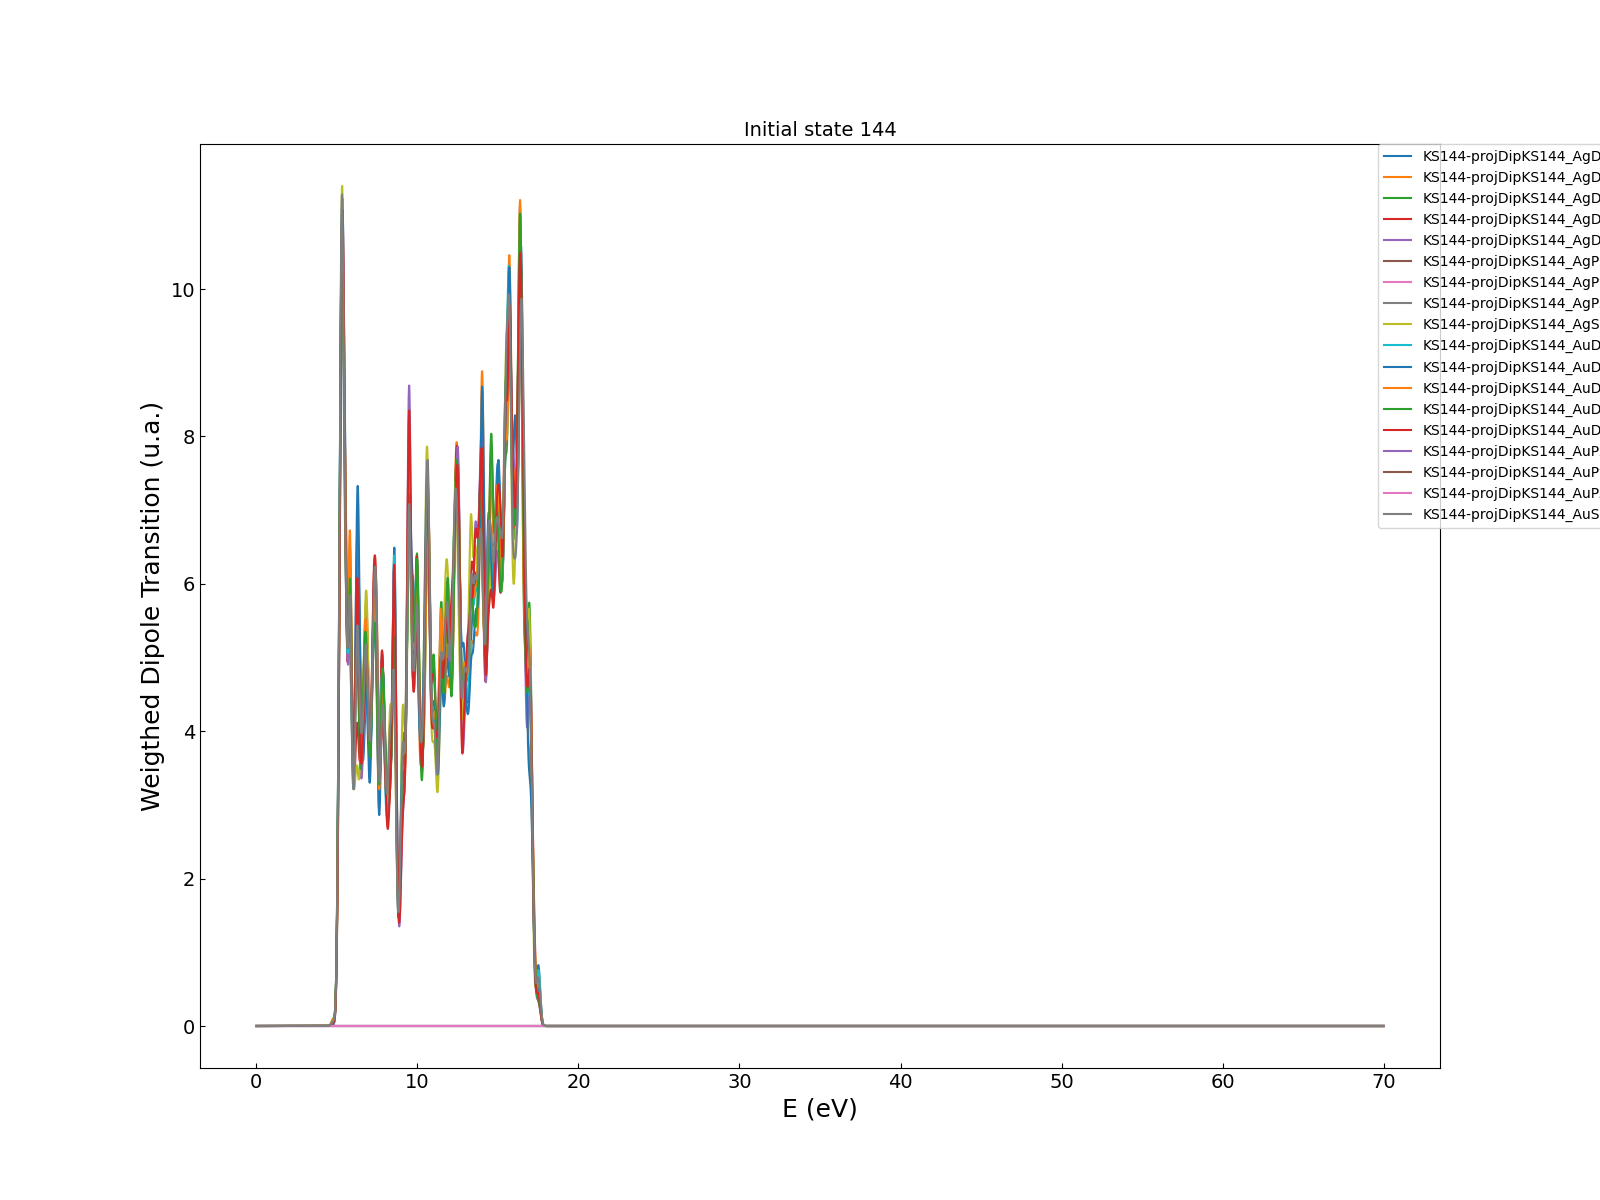 Initial state 144
KS144-projDipKS144_AgD
KS144-projDipKS144_AgD
KS144-projDipKS144_AgD
KS144-projDipKS144_AgD
KS144-projDipKS144_AgD
KS144-projDipKS144_AgP
KS144-projDipKS144_AgP
KS144-projDipKS144_AgP
KS144-projDipKS144_AgS
KS144-projDipKS144_AuD
KS144-projDipKS144_AuD
KS144-projDipKS144_AuD
KS144-projDipKS144_AuD
KS144-projDipKS144_AuD
KS144-projDipKS144_AuP
KS144-projDipKS144_AuP
KS144-projDipKS144_AuP
KS144-projDipKS144_AuS
Weigthed Dipole Transition (u.a.)
10
8
6
4
2
0
0 10 20 30 40 50 60 70
E (eV)